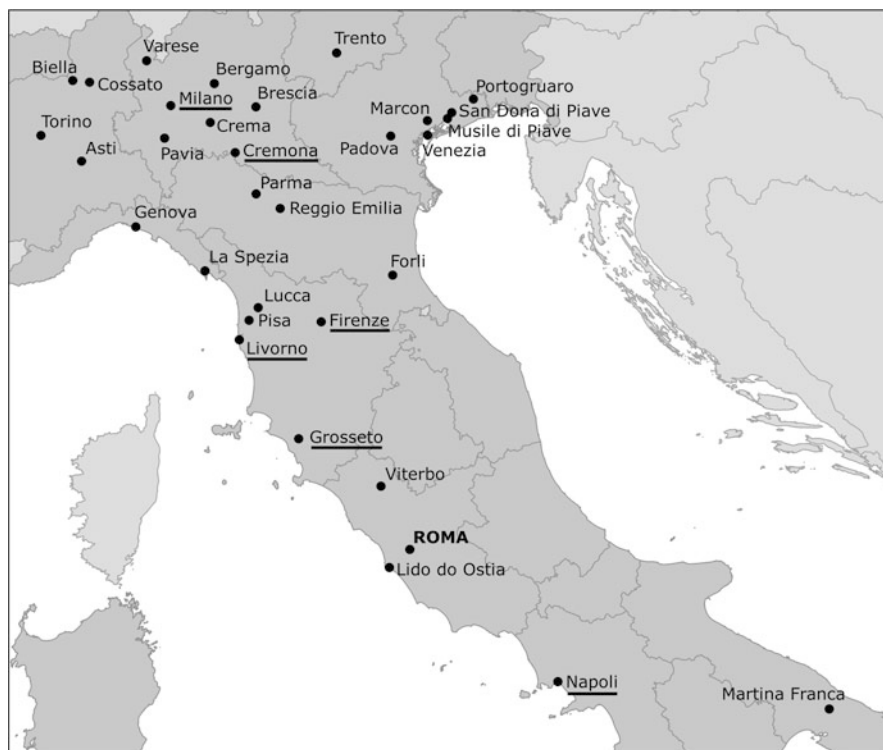 Trento
Varese
Biella
Cossato
Bergamo
Portogruaro
Milano
Brescia
Marcon
San Dona di Piave
Torino
Crema
Musile di Piave
Asti
Pavia
Cremona
Padova
Venezia
Parma
Reggio Emilia
Genova
La Spezia
Forli
Lucca
Pisa
Firenze
Livorno
Grosseto
Viterbo
ROMA
Lido do Ostia
Napoli
Martina Franca